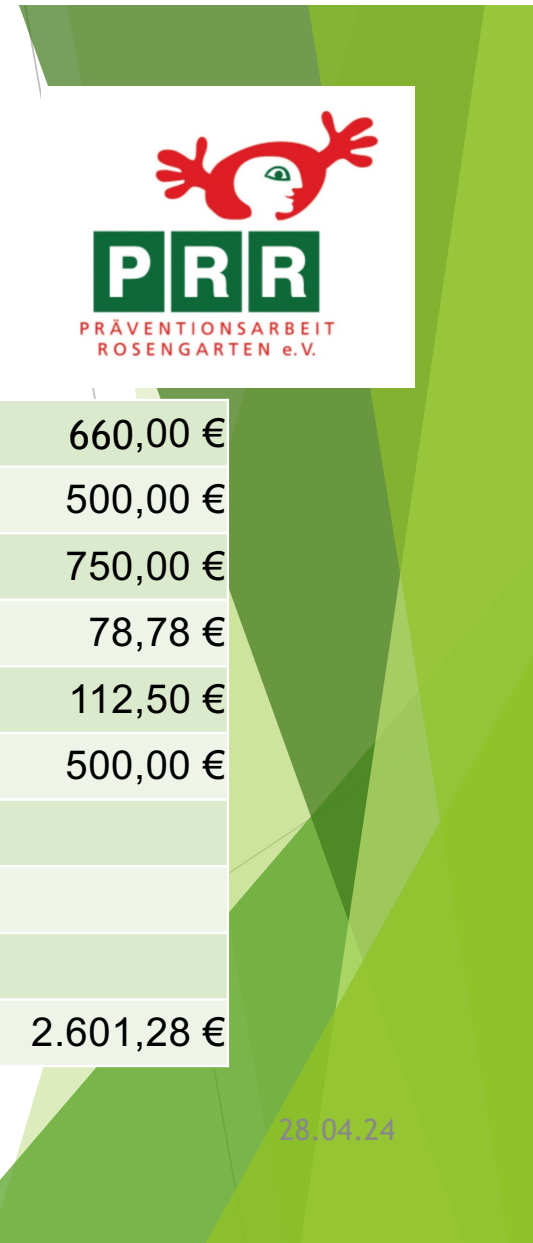 PRR
PRÄVENTIONSARBEIT
ROSENGARTEN e.V.
660,00 €
500,00 €
750,00 €
78,78 €
112,50 €
500,00 €
2.601,28 €
28.04.24